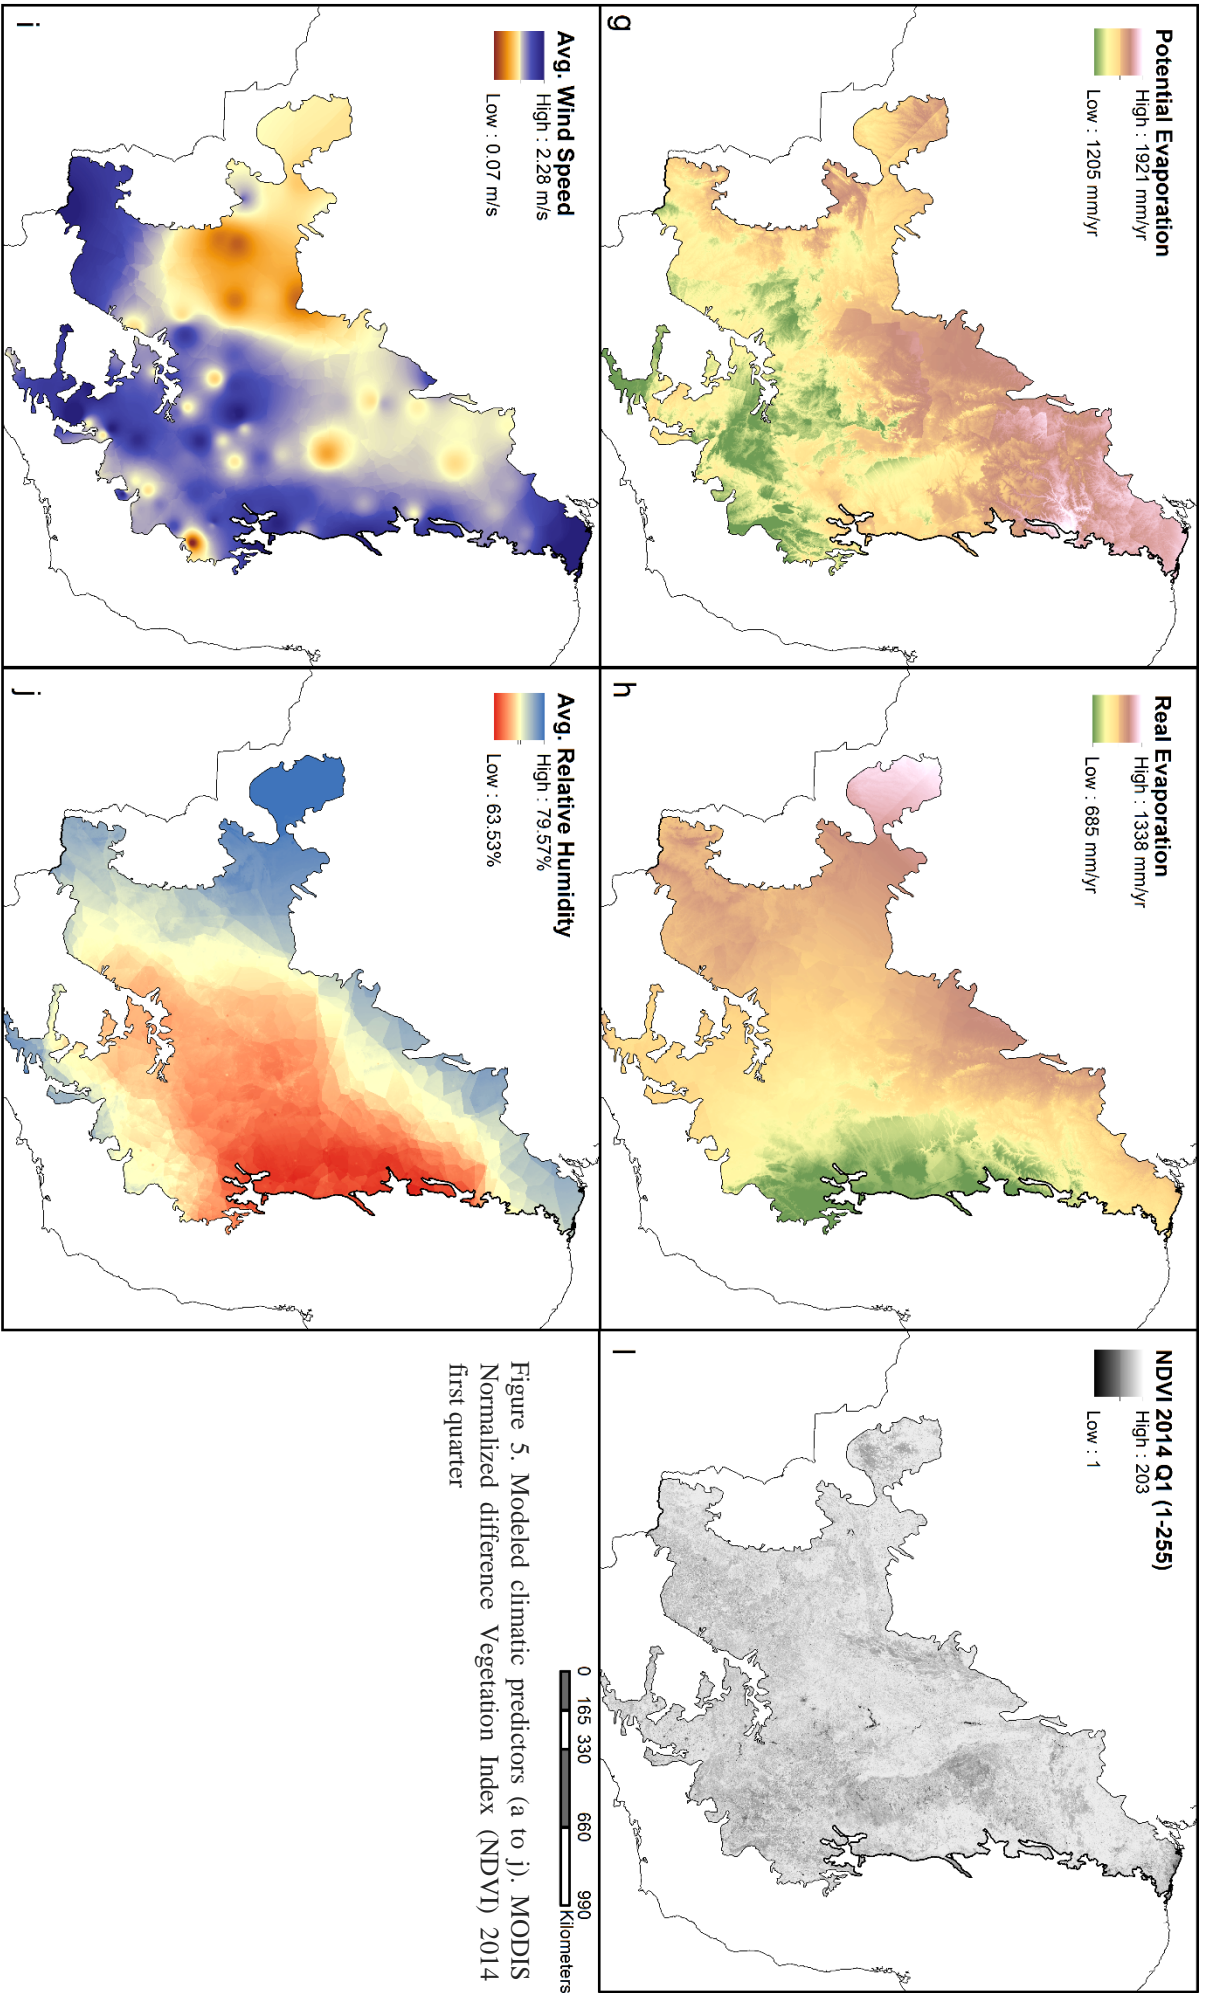 Potential Evaporation
High : 1921 mm/yr
Low : 1205 mm/yr
g
Real Evaporation
High : 1338 mm/yr
Low : 685 mm/yr
h
NDVI 2014 Q1 (1-255)
High : 203
Low : 1
l
Avg. Wind Speed
High : 2.28 m/s
Low : 0.07 m/s
i
Avg. Relative Humidity
High : 79.57%
Low : 63.53%
j
0 165 330 660 990
Kilometers
Figure 5. Modeled climatic predictors (a to j). MODIS
Normalized difference Vegetation Index (NDVI) 2014
first quarter